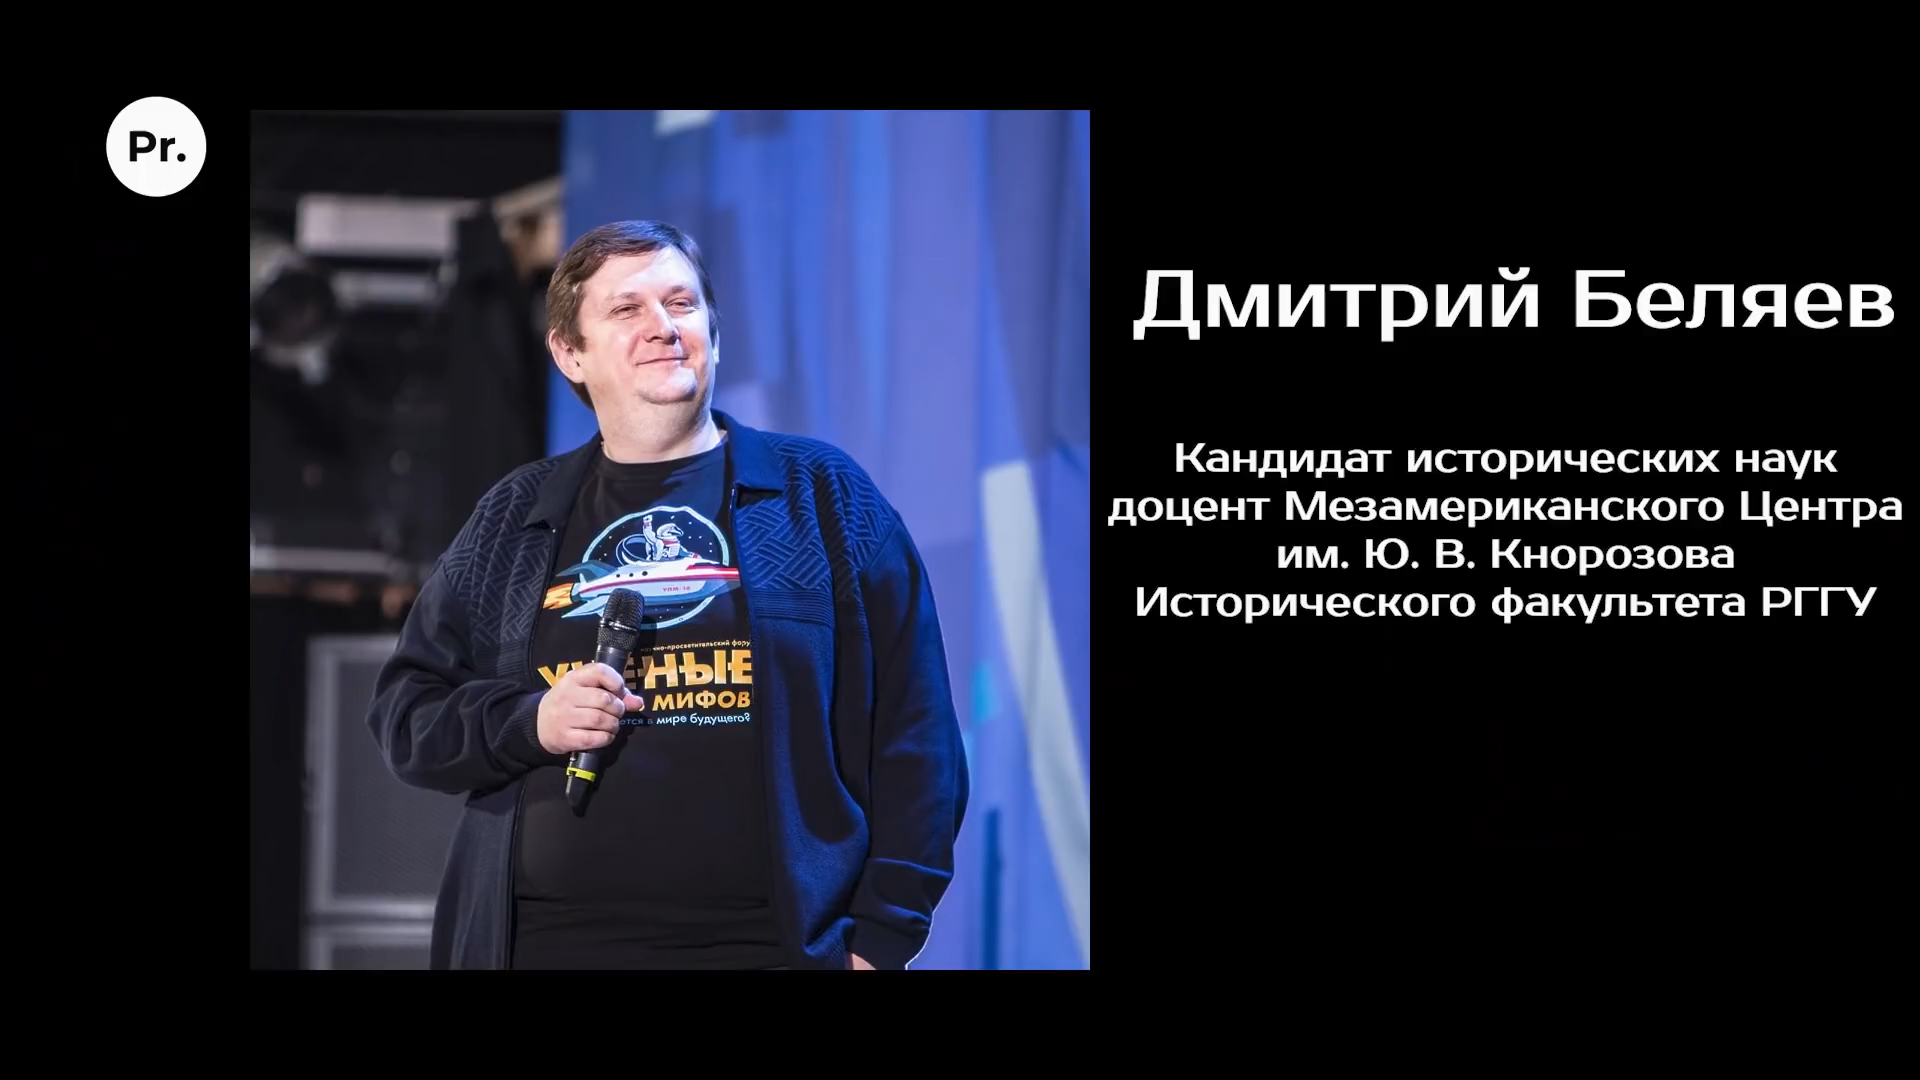 Pr.
Дмитрий Беляев
Кандидат исторических наук
доцент Мезамериканского Центра
им. Ю. В. Кнорозова
Исторического факультета РГГУ
МИФОВ
в мире будущего?